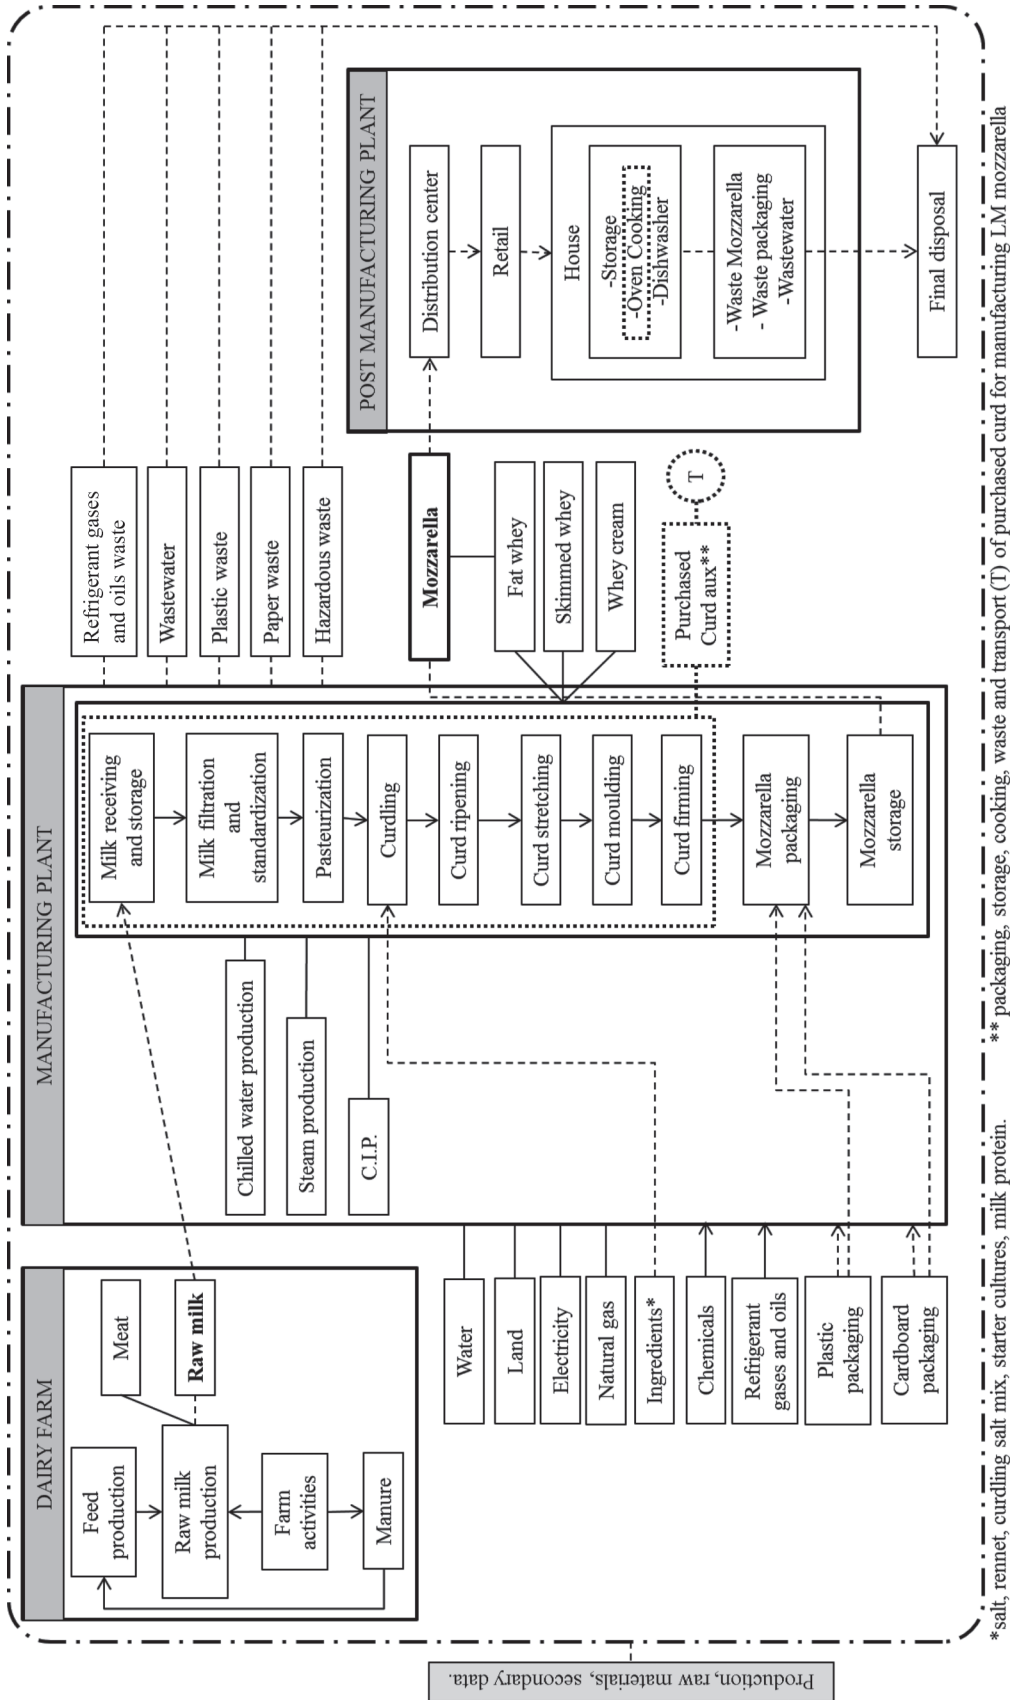 DAIRY FARM
Feed
production
Raw milk
production
Farm
activities
Manure
Meat
Raw milk
Water
Land
Electricity
Natural gas
Ingredients*
Chemicals
Refrigerant
gases and oils
Plastic
packaging
Cardboard
packaging
MANUFACTURING PLANT
Chilled water production
Steam production
C.I.P.
Milk receiving
and storage
Milk filtration
and
standardization
Pasteurization
Curdling
Curd ripening
Curd stretching
Curd moulding
Curd firming
Mozzarella
packaging
Mozzarella
storage
Refrigerant gases
and oils waste
Wastewater
Plastic waste
Paper waste
Hazardous waste
Mozzarella
Fat whey
Skimmed whey
Whey cream
Purchased
Curd aux**
T
POST MANUFACTURING PLANT
Distribution center
Retail
House
-Storage
-Oven Cooking
-Dishwasher
-Waste Mozzarella
- Waste packaging
-Wastewater
Final disposal
Production, raw materials, secondary data.
*salt, rennet, curdling salt mix, starter cultures, milk protein.
** packaging, storage, cooking, waste and transport (T) of purchased curd for manufacturing LM mozzarella